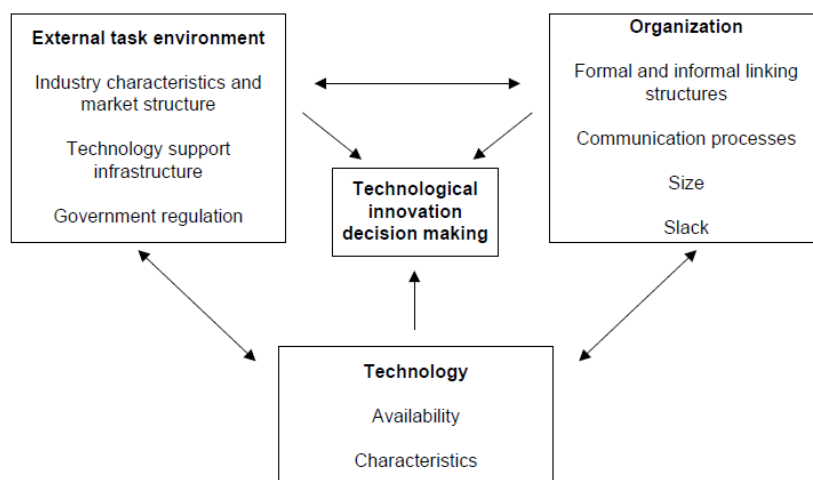 External task environment
Industry characteristics and
market structure
Technology support
infrastructure
Government regulation
Organization
Formal and informal linking
structures
Communication processes
Size
Slack
Technological
innovation
decision making
Technology
Availability
Characteristics